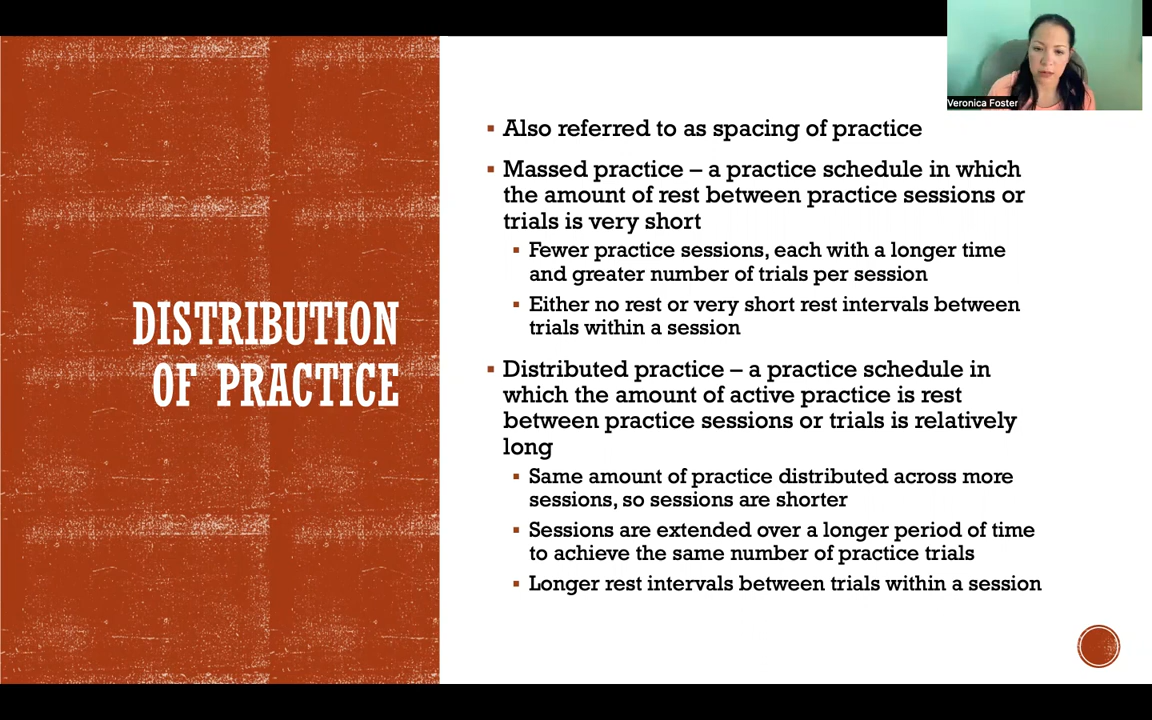 Veronica Foster
DISTRIBUTION
OF PRACTICE
▪ Also referred to as spacing of practice
▪ Massed practice – a practice schedule in which
the amount of rest between practice sessions or
trials is very short
▪ Fewer practice sessions, each with a longer time
and greater number of trials per session
▪ Either no rest or very short rest intervals between
trials within a session
▪ Distributed practice – a practice schedule in
which the amount of active practice is rest
between practice sessions or trials is relatively
long
▪ Same amount of practice distributed across more
sessions, so sessions are shorter
▪ Sessions are extended over a longer period of time
to achieve the same number of practice trials
▪ Longer rest intervals between trials within a session